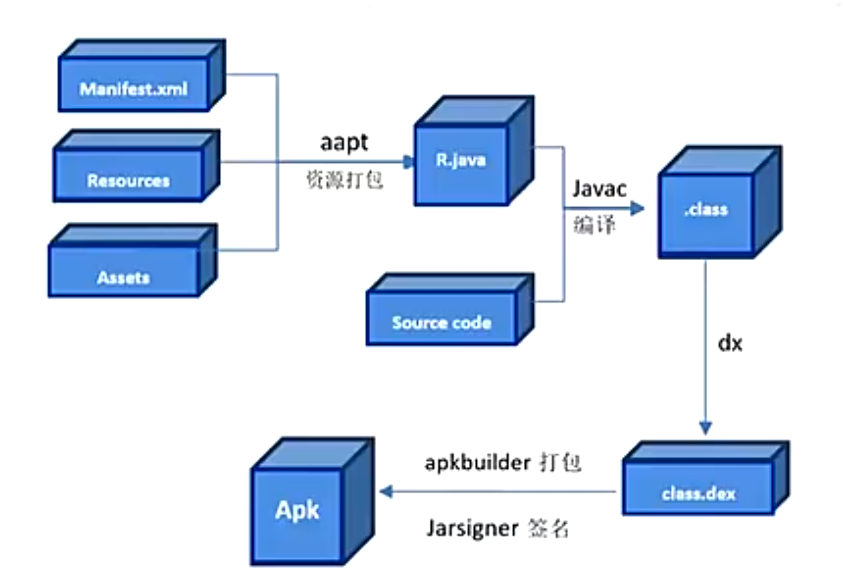 Manifest.xml
Resources
Assets
aapt
资源打包
R.java
Source code
Javac
编译
.class
dx
class.dex
apkbuilder 打包
Jarsigner 签名
Apk